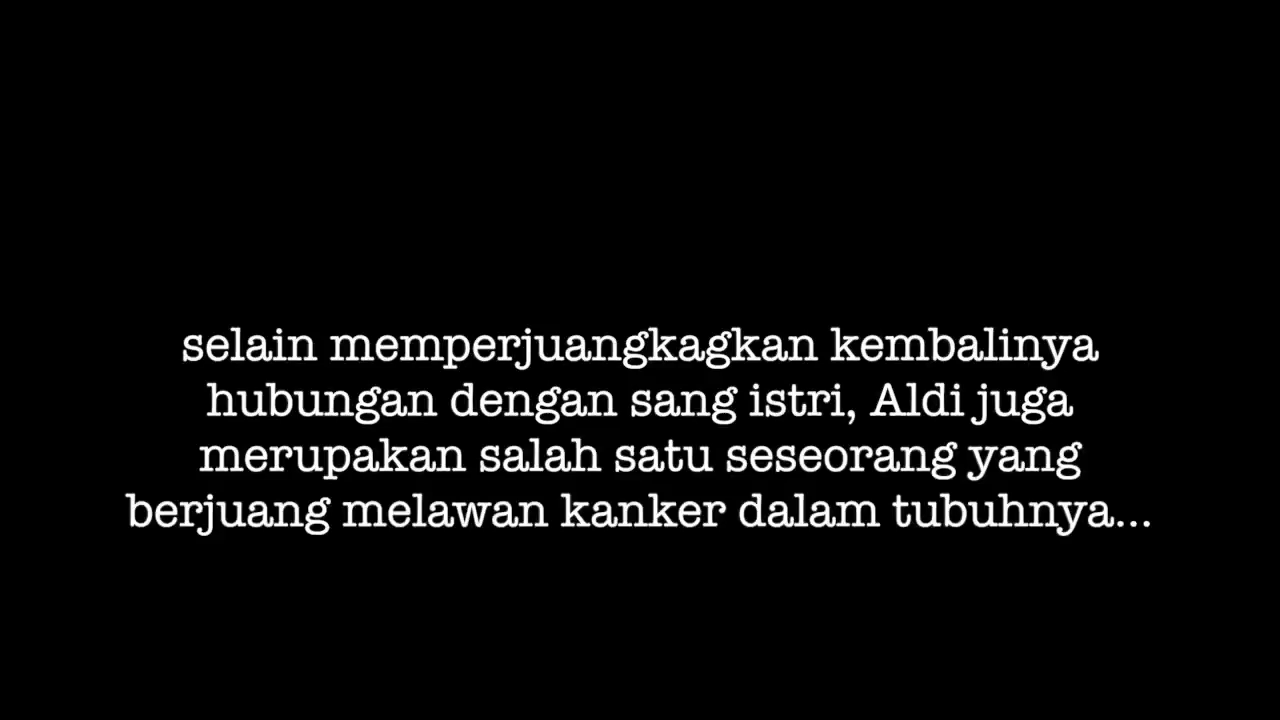 selain memperjuangkagkan kembalinya
hubungan dengan sang istri, Aldi juga
merupakan salah satu seseorang yang
berjuang melawan kanker dalam tubuhnya...